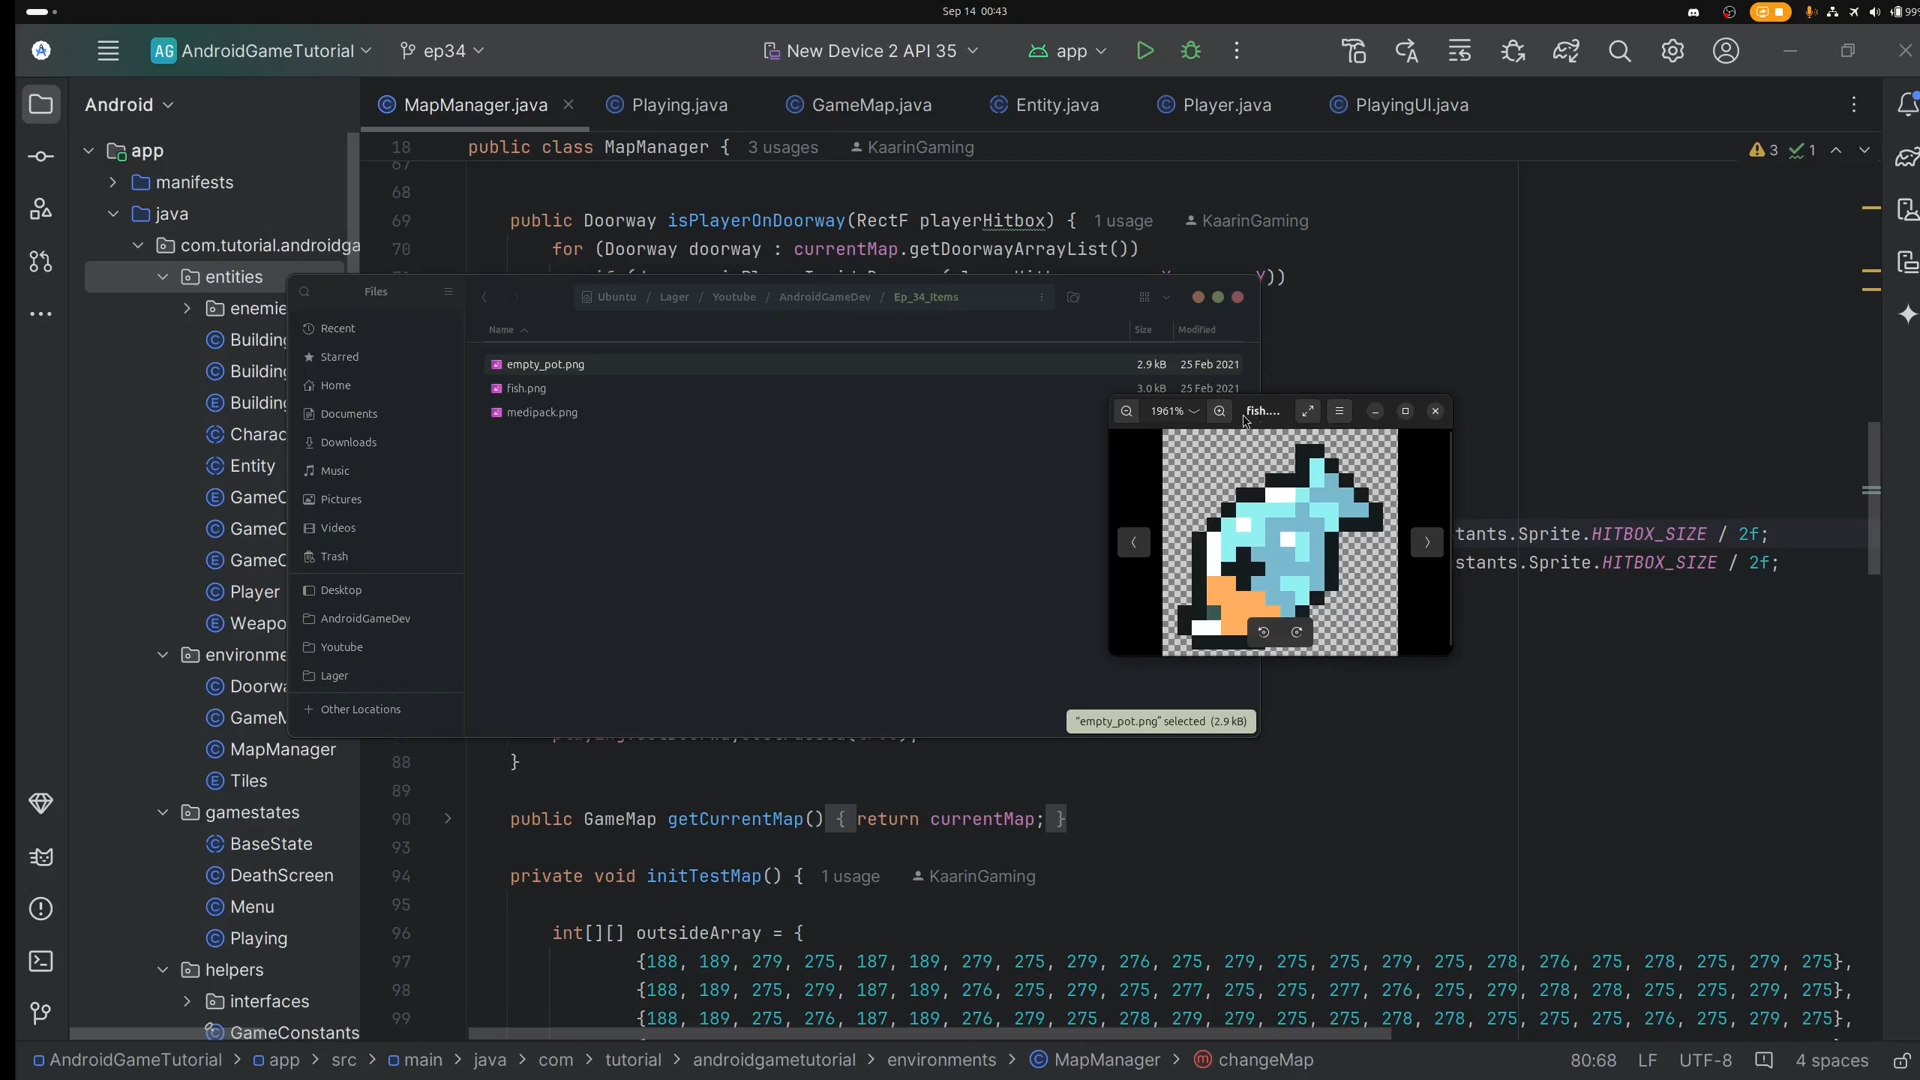 Sep 14 00:43
99%
AG AndroidGameTutorial
ep34
New Device 2 API 35
app
Android
MapManager.java
Playing.java
GameMap.java
Entity.java
Player.java
PlayingUI.java
18 public class MapManager { 3 usages KaarinGaming
3 1
67
68
69 public Doorway isPlayerOnDoorway(RectF playerHitbox) { 1 usage KaarinGaming
70 for (Doorway doorway : currentMap.getDoorwayArrayList())
app
manifests
java
com.tutorial.androidga
entities
enemie
Building
Building
Building
Charac
Entity
GameC
GameC
GameC
Player
Weapo
environme
Doorwa
GameM
MapManager
Tiles
gamestates
BaseState
DeathScreen
Menu
Playing
helpers
interfaces
GameConstants
Files
Ubuntu / Lager / Youtube / AndroidGameDev / Ep_34_Items
Name Size Modified
empty_pot.png 2.9 kB 25 Feb 2021
fish.png 3.0 kB 25 Feb 2021
medipack.png
Recent
Starred
Home
Documents
Downloads
Music
Pictures
Videos
Trash
Desktop
AndroidGameDev
Youtube
Lager
Other Locations
"empty_pot.png" selected (2.9 kB)
1961% fish....
tants.Sprite.HITBOX_SIZE / 2f;
stants.Sprite.HITBOX_SIZE / 2f;
88 }
89
90 public GameMap getCurrentMap() { return currentMap; }
93
94 private void initTestMap() { 1 usage KaarinGaming
95
96 int[][] outsideArray = {
97 {188, 189, 279, 275, 187, 189, 279, 275, 279, 276, 275, 279, 275, 275, 279, 275, 278, 276, 275, 278, 275, 279, 275},
98 {188, 189, 275, 279, 187, 189, 276, 275, 279, 275, 277, 275, 275, 277, 276, 275, 279, 278, 278, 275, 275, 279, 275},
99 {188, 189, 275, 276, 187, 189, 276, 279, 275, 278, 279, 279, 275, 275, 278, 278, 275, 275, 275, 276, 275, 279, 275},
AndroidGameTutorial > app > src > main > java > com > tutorial > androidgametutorial > environments > MapManager > changeMap
80:68 LF UTF-8 4 spaces